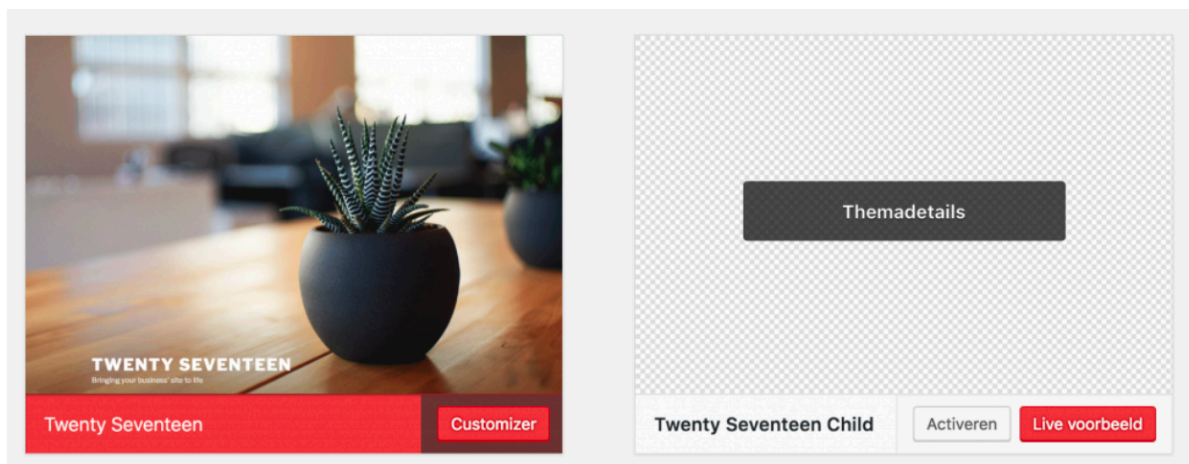 TWENTY SEVENTEEN
Bringing your business' site to life
Twenty Seventeen
Customizer
Themadetails
Twenty Seventeen Child
Activeren
Live voorbeeld